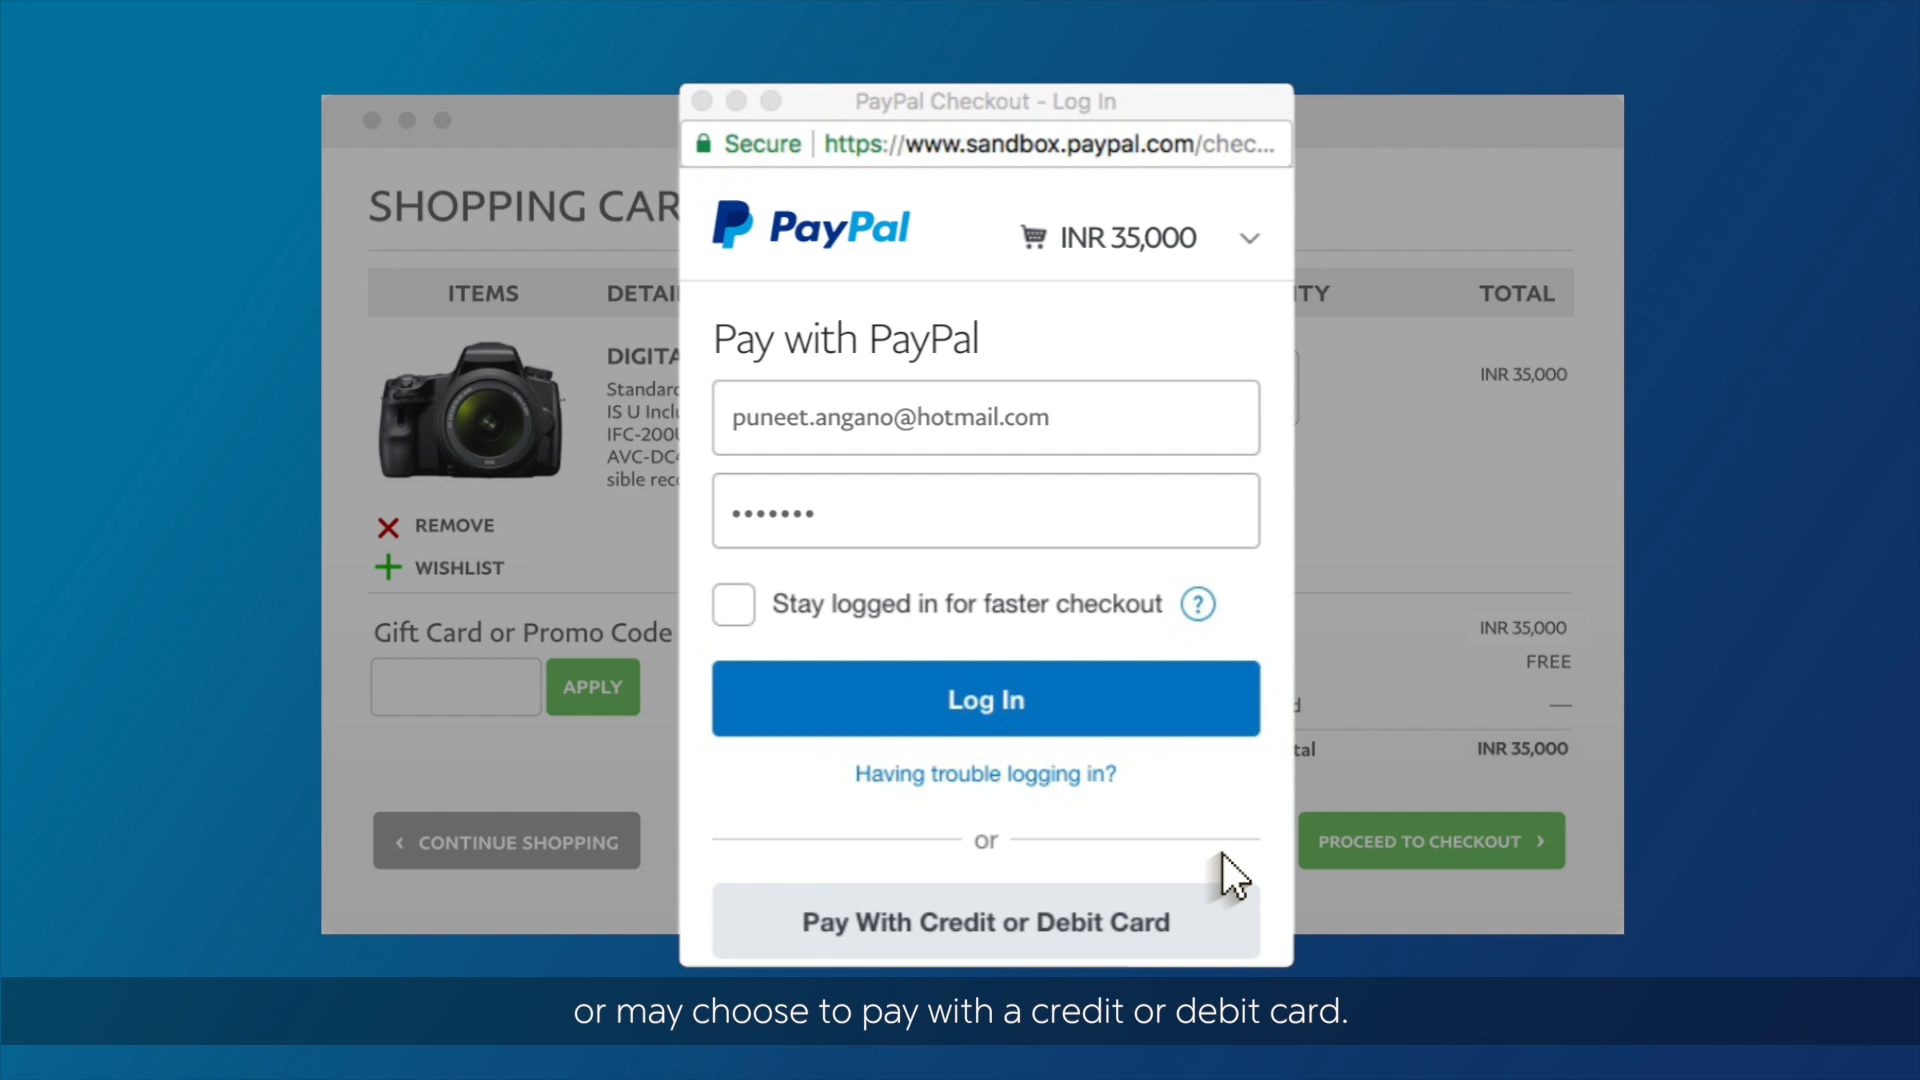 PayPal Checkout - Log In
Secure | https://www.sandbox.paypal.com/chec...
PayPal
INR 35,000
Pay with PayPal
puneet.angano@hotmail.com
•••••••
Stay logged in for faster checkout ?
Log In
Having trouble logging in?
or
Pay With Credit or Debit Card
SHOPPING CAR
ITEMS DETAI ITY TOTAL
DIGITA
INR 35,000
Standard
IS U Inclu
IFC-200U
AVC-DC4
sible rec
REMOVE
WISHLIST
Gift Card or Promo Code
APPLY
INR 35,000
FREE
d —
tal INR 35,000
‹ CONTINUE SHOPPING
PROCEED TO CHECKOUT ›
or may choose to pay with a credit or debit card.